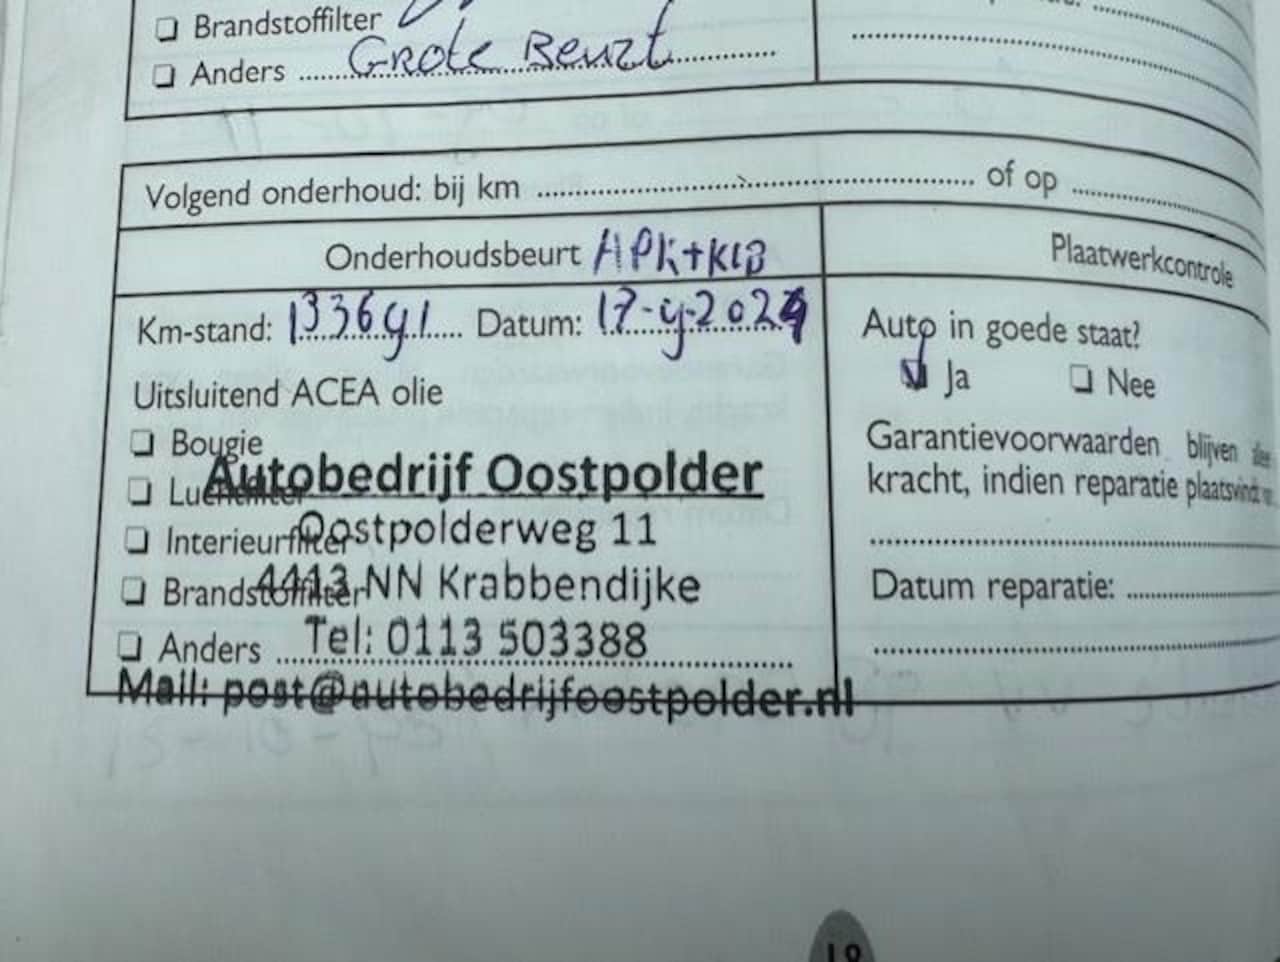 ❏ Brandstoffilter
❏ Anders ..... Grote Beurt .....
Volgend onderhoud: bij km ..... of op .....
Onderhoudsbeurt APK+KLB
Plaatwerkcontrole
Km-stand: 133691 Datum: 17-9-2024
Auto in goede staat?
☑ Ja ❏ Nee
Uitsluitend ACEA olie
❏ Bougie
Garantievoorwaarden blijven
kracht, indien reparatie plaatsvindt
Autobedrijf Oostpolder
❏ Luchtfilter
Oostpolderweg 11
❏ Interieurfilter
4413 NN Krabbendijke
❏ Brandstoffilter
Datum reparatie: .....
Tel: 0113 503388
❏ Anders .....
Mail: post@autobedrijfoostpolder.nl